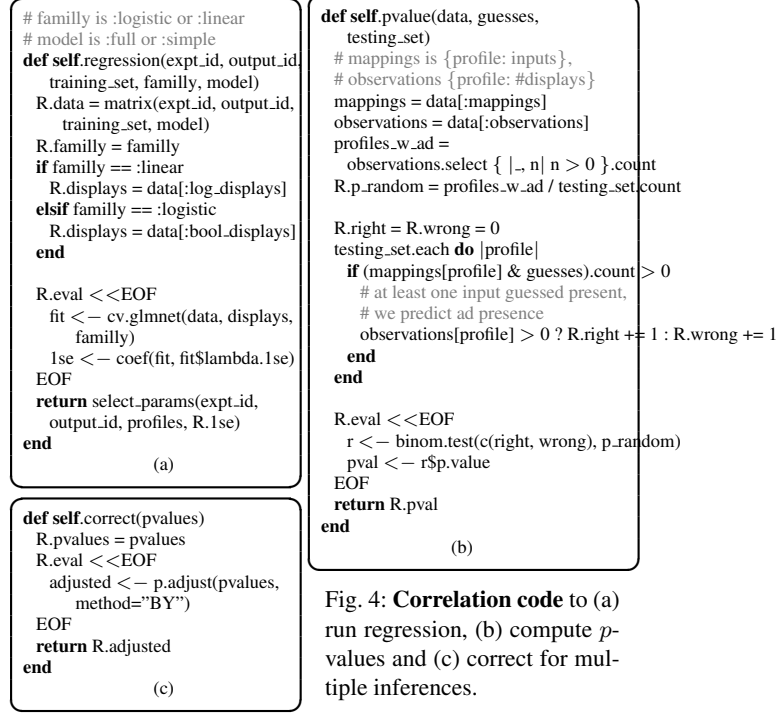 # familly is :logistic or :linear
# model is :full or :simple
def self.regression(expt_id, output_id,
training_set, familly, model)
R.data = matrix(expt_id, output_id,
training_set, model)
R.familly = familly
if familly == :linear
R.displays = data[:log_displays]
elsif familly == :logistic
R.displays = data[:bool_displays]
end
R.eval <<EOF
fit <− cv.glmnet(data, displays,
familly)
1se <− coef(fit, fit$lambda.1se)
EOF
return select_params(expt_id,
output_id, profiles, R.1se)
end
(a)
def self.correct(pvalues)
R.pvalues = pvalues
R.eval <<EOF
adjusted <− p.adjust(pvalues,
method=”BY”)
EOF
return R.adjusted
end
(c)
def self.pvalue(data, guesses,
testing_set)
# mappings is {profile: inputs},
# observations {profile: #displays}
mappings = data[:mappings]
observations = data[:observations]
profiles_w_ad =
observations.select { |_, n| n > 0 }.count
R.p_random = profiles_w_ad / testing_set.count
R.right = R.wrong = 0
testing_set.each do |profile|
if (mappings[profile] & guesses).count > 0
# at least one input guessed present,
# we predict ad presence
observations[profile] > 0 ? R.right += 1 : R.wrong += 1
end
end
R.eval <<EOF
r <− binom.test(c(right, wrong), p_random)
pval <− r$p.value
EOF
return R.pval
end
(b)
Fig. 4: Correlation code to (a)
run regression, (b) compute p-
values and (c) correct for mul-
tiple inferences.